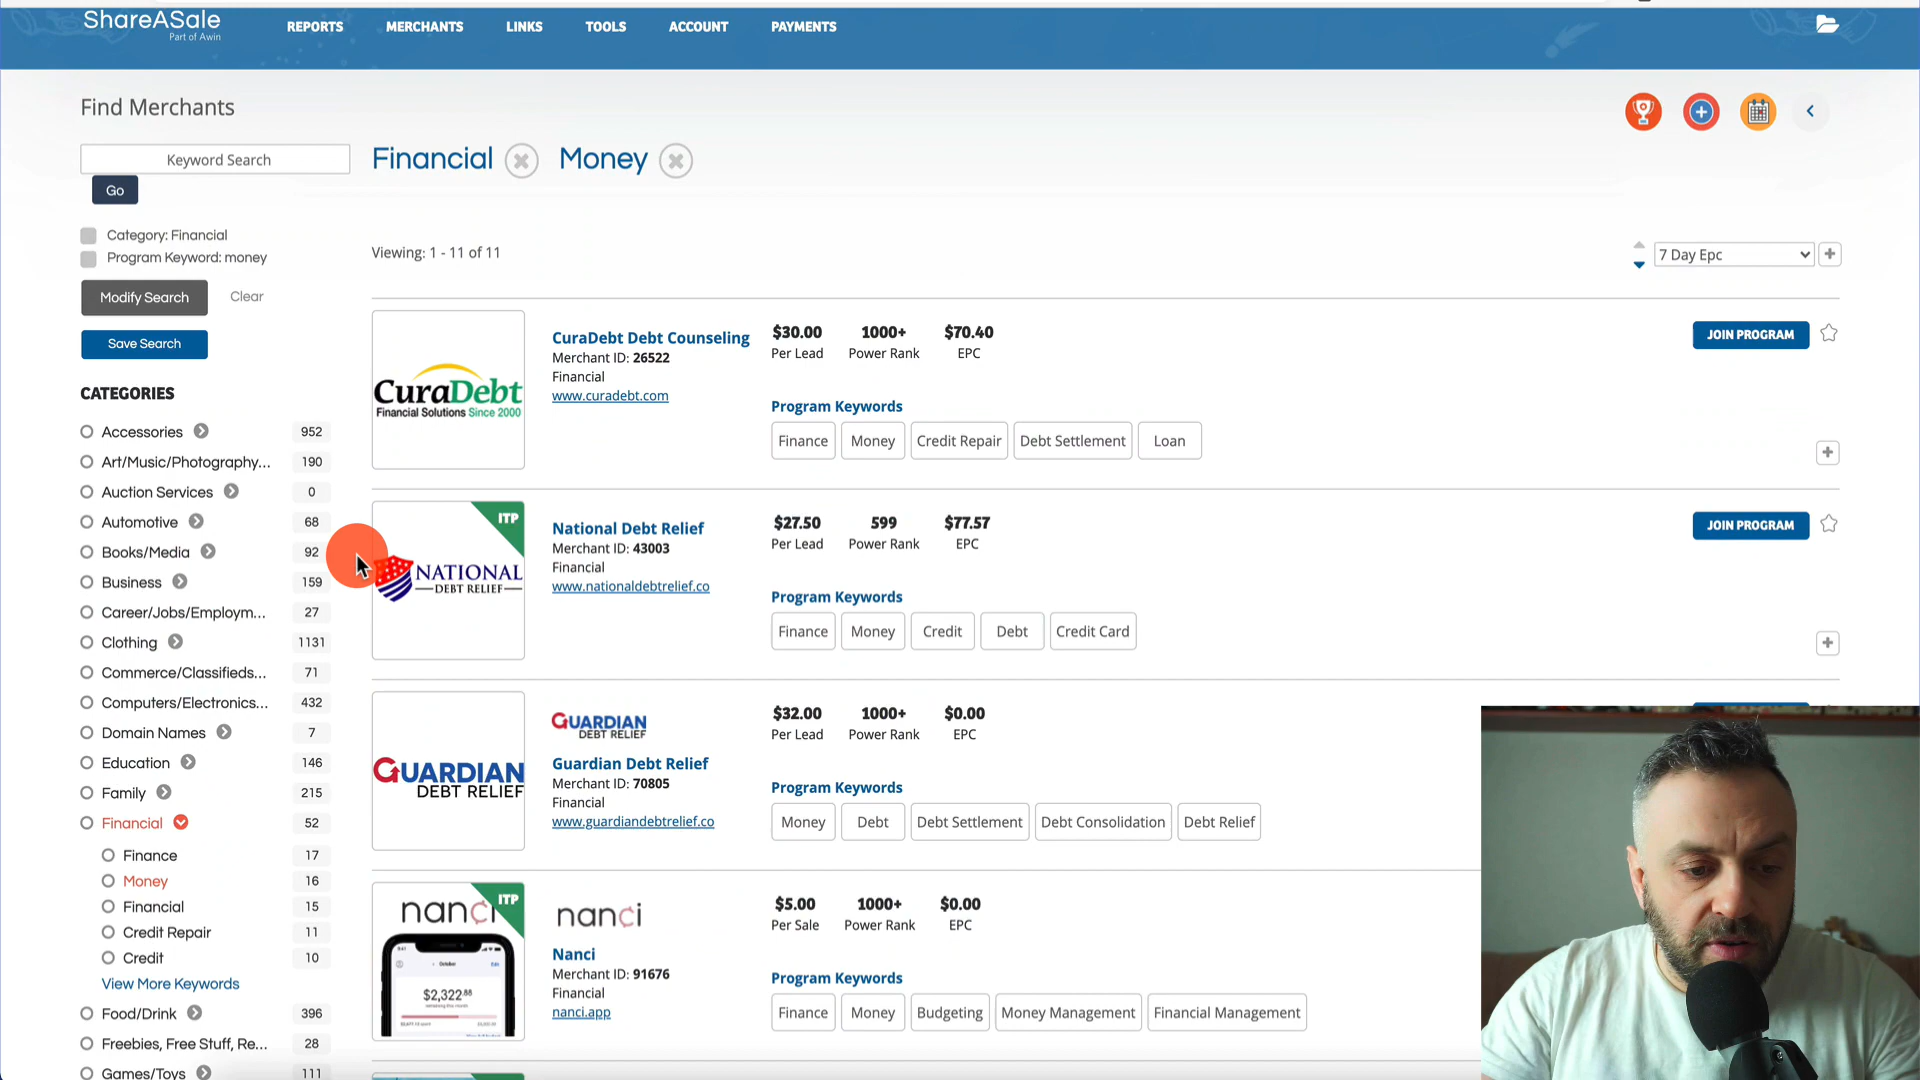 ShareASale
Part of Awin
REPORTS
MERCHANTS
LINKS
TOOLS
ACCOUNT
PAYMENTS
Find Merchants
Keyword Search
Go
Category: Financial
Program Keyword: money
Modify Search
Clear
Save Search
CATEGORIES
Accessories 952
Art/Music/Photography... 190
Auction Services 0
Automotive 68
Books/Media 92
Business 159
Career/Jobs/Employm... 27
Clothing 1131
Commerce/Classifieds... 71
Computers/Electronics... 432
Domain Names 7
Education 146
Family 215
Financial 52
Finance 17
Money 16
Financial 15
Credit Repair 11
Credit 10
View More Keywords
Food/Drink 396
Freebies, Free Stuff, Re... 28
Games/Toys 111
Financial
Money
Viewing: 1 - 11 of 11
7 Day Epc
CuraDebt
Financial Solutions Since 2000
CuraDebt Debt Counseling
Merchant ID: 26522
Financial
www.curadebt.com
$30.00 1000+ $70.40
Per Lead Power Rank EPC
Program Keywords
Finance Money Credit Repair Debt Settlement Loan
JOIN PROGRAM
ITP
NATIONAL
DEBT RELIEF
National Debt Relief
Merchant ID: 43003
Financial
www.nationaldebtrelief.co
$27.50 599 $77.57
Per Lead Power Rank EPC
Program Keywords
Finance Money Credit Debt Credit Card
JOIN PROGRAM
GUARDIAN
DEBT RELIEF
GUARDIAN
DEBT RELIEF
Guardian Debt Relief
Merchant ID: 70805
Financial
www.guardiandebtrelief.co
$32.00 1000+ $0.00
Per Lead Power Rank EPC
Program Keywords
Money Debt Debt Settlement Debt Consolidation Debt Relief
nanci
ITP
October
$2,322.88
nanci
Nanci
Merchant ID: 91676
Financial
nanci.app
$5.00 1000+ $0.00
Per Sale Power Rank EPC
Program Keywords
Finance Money Budgeting Money Management Financial Management